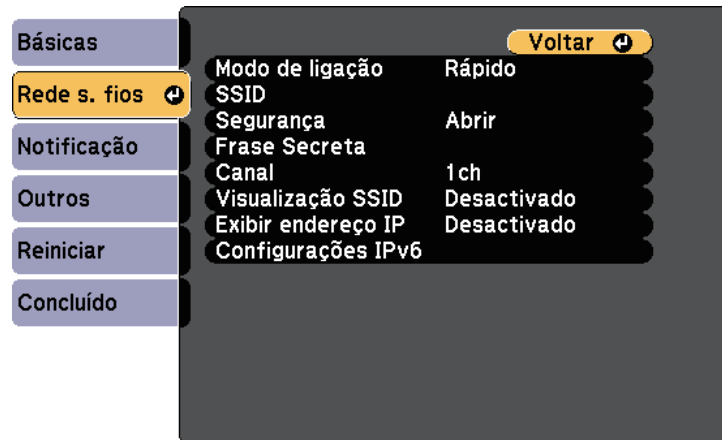 Básicas
Rede s. fios
Notificação
Outros
Reiniciar
Concluído
Voltar
Modo de ligação Rápido
SSID
Segurança Abrir
Frase Secreta
Canal 1ch
Visualização SSID Desactivado
Exibir endereço IP Desactivado
Configurações IPv6